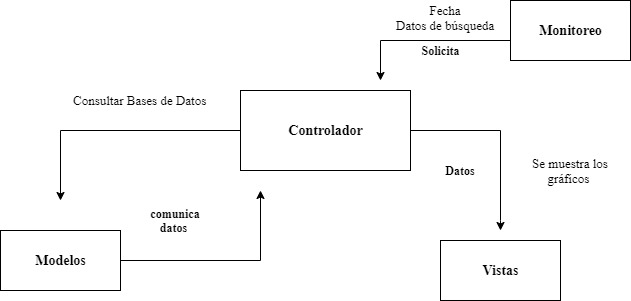 Fecha
Datos de búsqueda
Monitoreo
Solicita
Consultar Bases de Datos
Controlador
Datos
Se muestra los
gráficos
comunica
datos
Modelos
Vistas